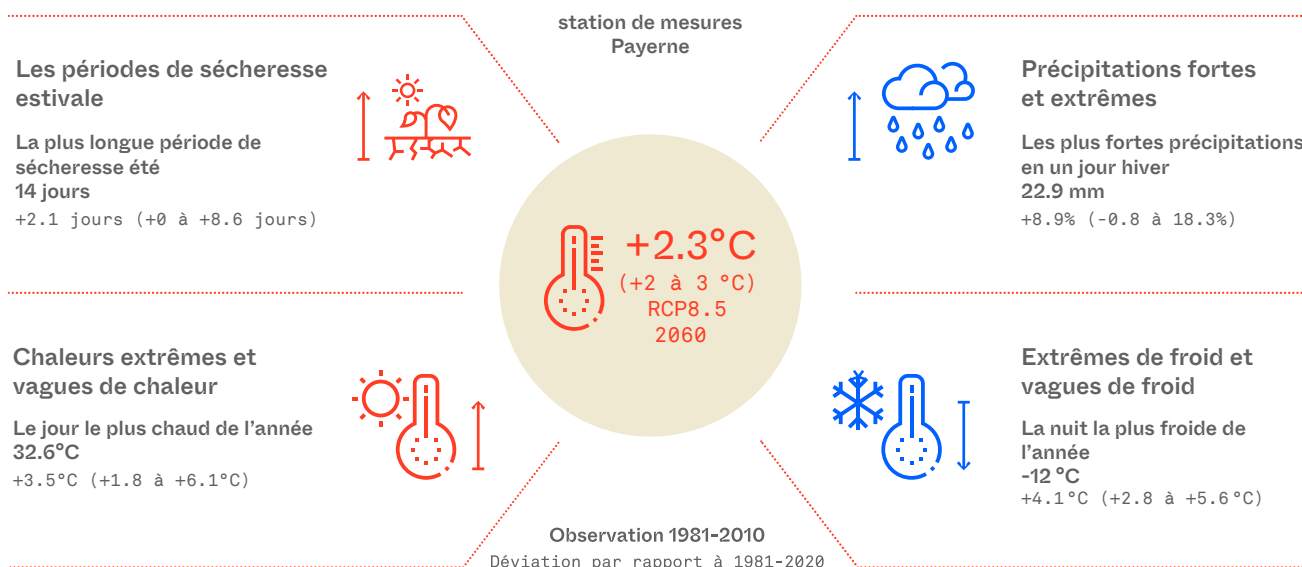 station de mesures
Payerne
Les périodes de sécheresse
estivale
La plus longue période de
sécheresse été
14 jours
+2.1 jours (+0 à +8.6 jours)
Précipitations fortes
et extrêmes
Les plus fortes précipitations
en un jour hiver
22.9 mm
+8.9% (-0.8 à 18.3%)
+2.3°C
(+2 à 3 °C)
RCP8.5
2060
Chaleurs extrêmes et
vagues de chaleur
Le jour le plus chaud de l’année
32.6°C
+3.5°C (+1.8 à +6.1°C)
Extrêmes de froid et
vagues de froid
La nuit la plus froide de
l’année
-12 °C
+4.1°C (+2.8 à +5.6°C)
Observation 1981-2010
Déviation par rapport à 1981-2020